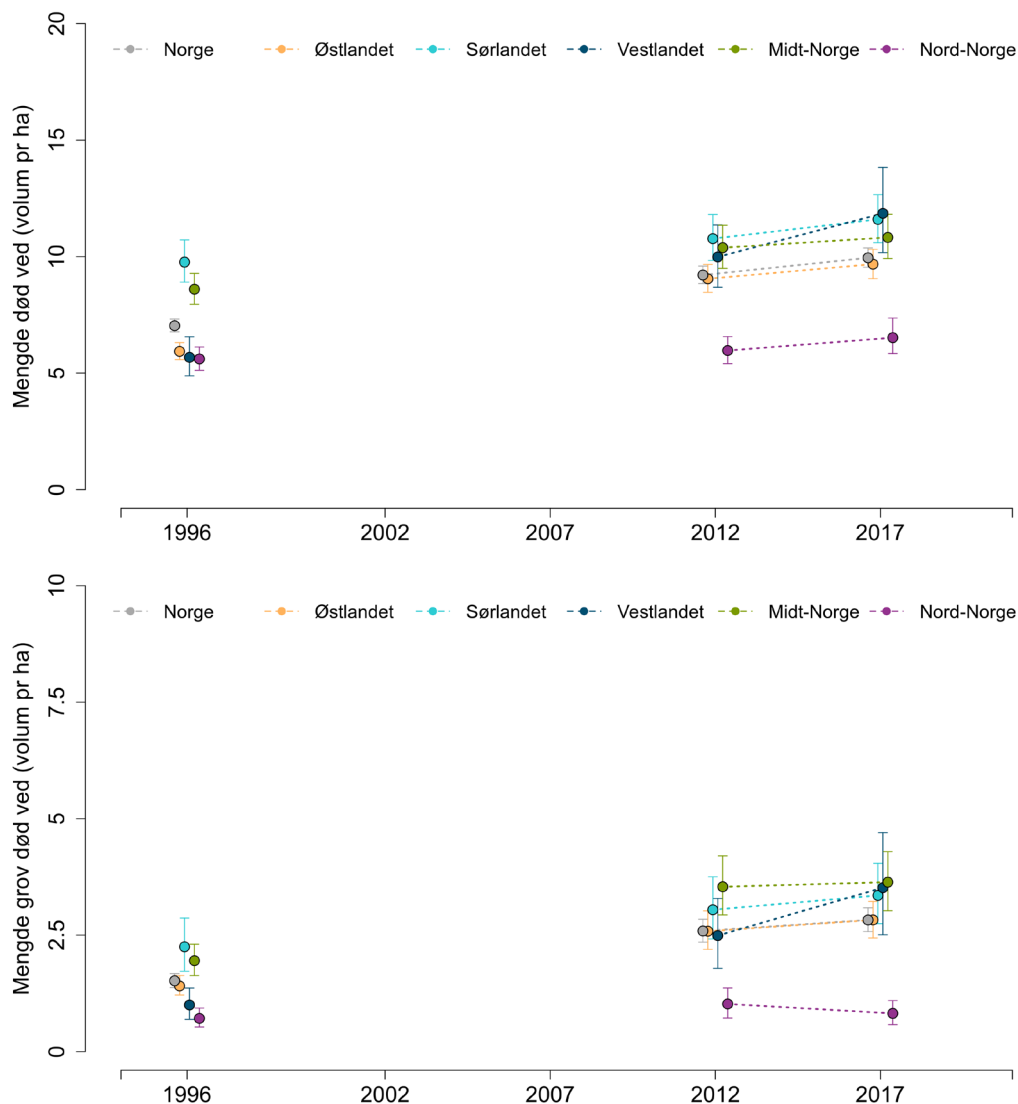 Norge Østlandet Sørlandet Vestlandet Midt-Norge Nord-Norge
Mengde død ved (volum pr ha)
20
15
10
5
0
1996 2002 2007 2012 2017
Norge Østlandet Sørlandet Vestlandet Midt-Norge Nord-Norge
Mengde grov død ved (volum pr ha)
10
7.5
5
2.5
0
1996 2002 2007 2012 2017